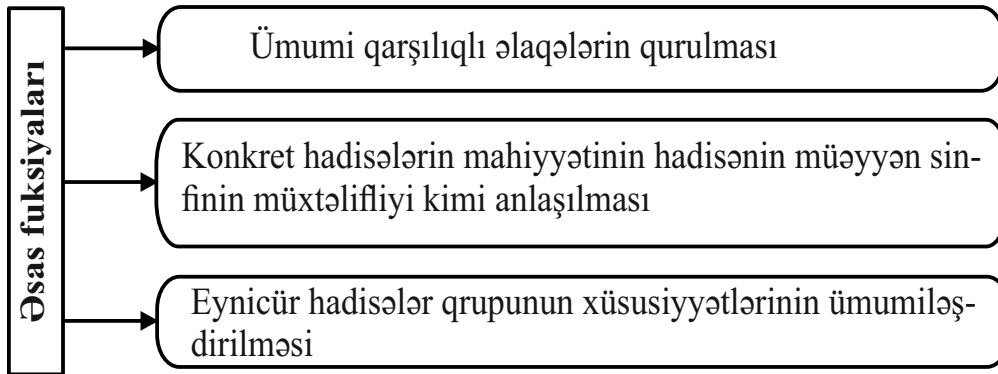 Əsas fuksiyaları
Ümumi qarşılıqlı əlaqələrin qurulması
Konkret hadisələrin mahiyyətinin hadisənin müəyyən sin-
finin müxtəlifliyi kimi anlaşılması
Eynicür hadisələr qrupunun xüsusiyyətlərinin ümumiləş-
dirilməsi